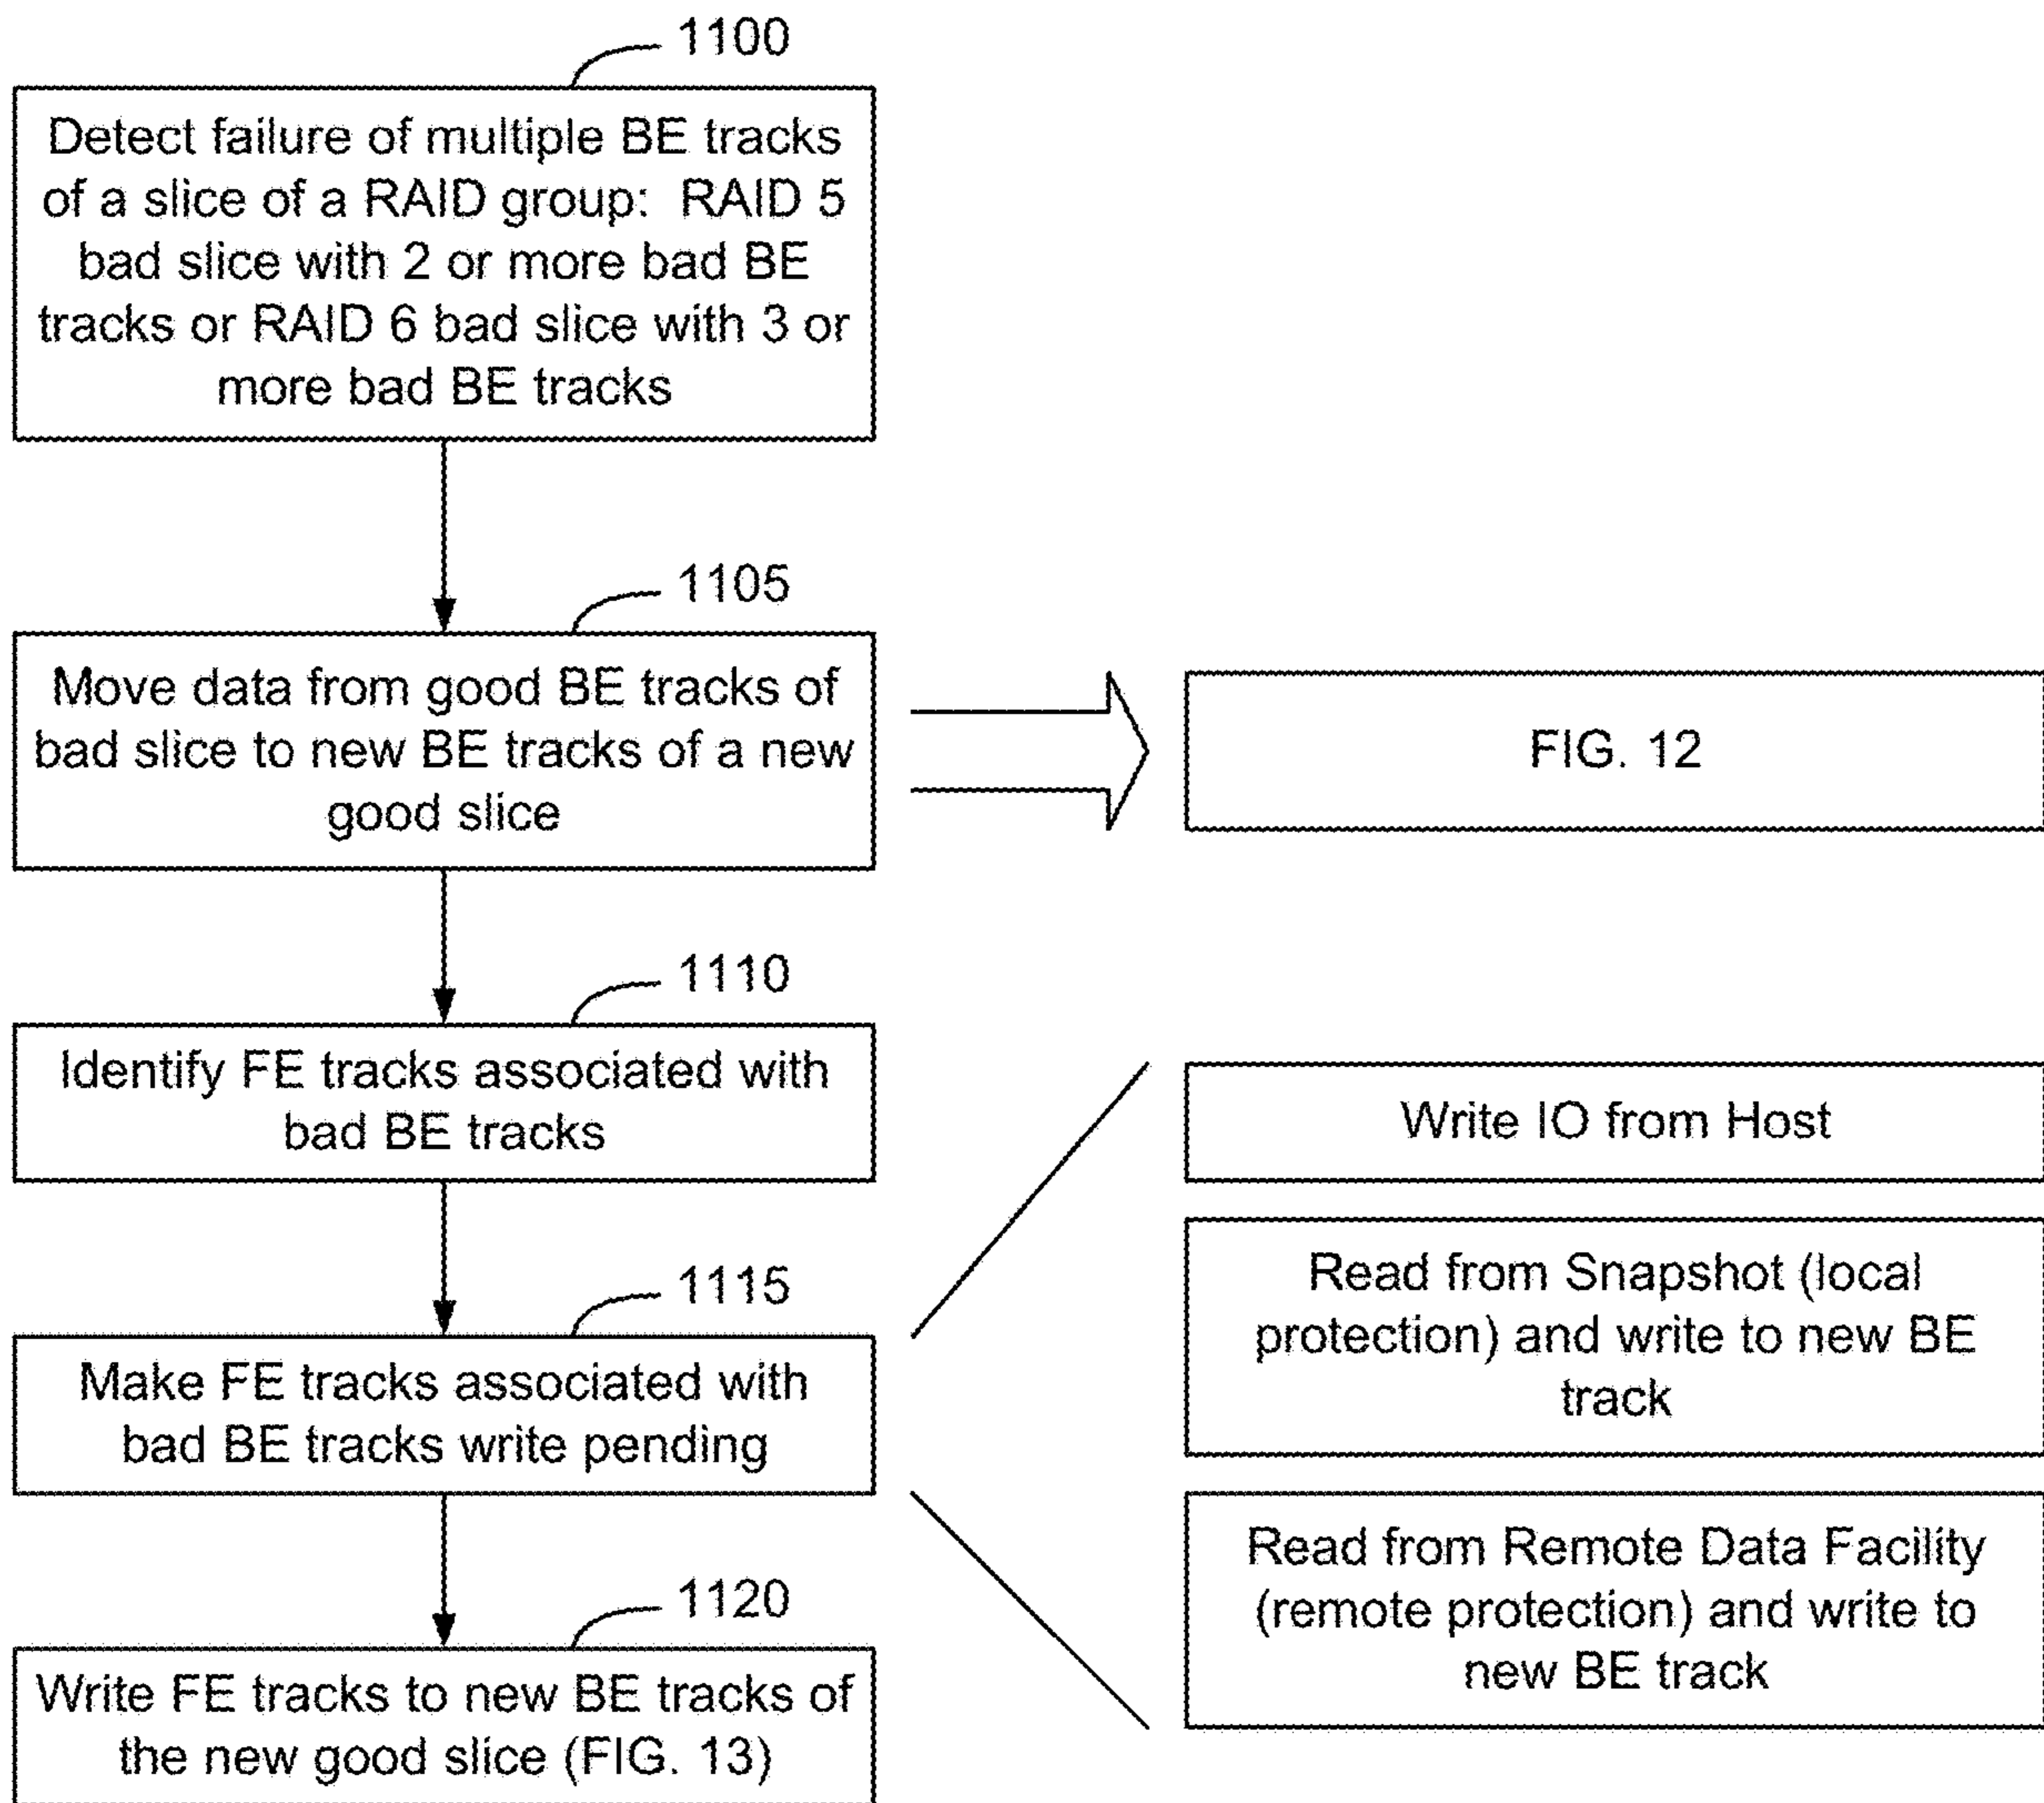 1100
Detect failure of multiple BE tracks
of a slice of a RAID group: RAID 5
bad slice with 2 or more bad BE
tracks or RAID 6 bad slice with 3 or
more bad BE tracks
1105
Move data from good BE tracks of
bad slice to new BE tracks of a new
good slice
FIG. 12
1110
Identify FE tracks associated with
bad BE tracks
1115
Make FE tracks associated with
bad BE tracks write pending
Write IO from Host
Read from Snapshot (local
protection) and write to new BE
track
Read from Remote Data Facility
(remote protection) and write to
new BE track
1120
Write FE tracks to new BE tracks of
the new good slice (FIG. 13)